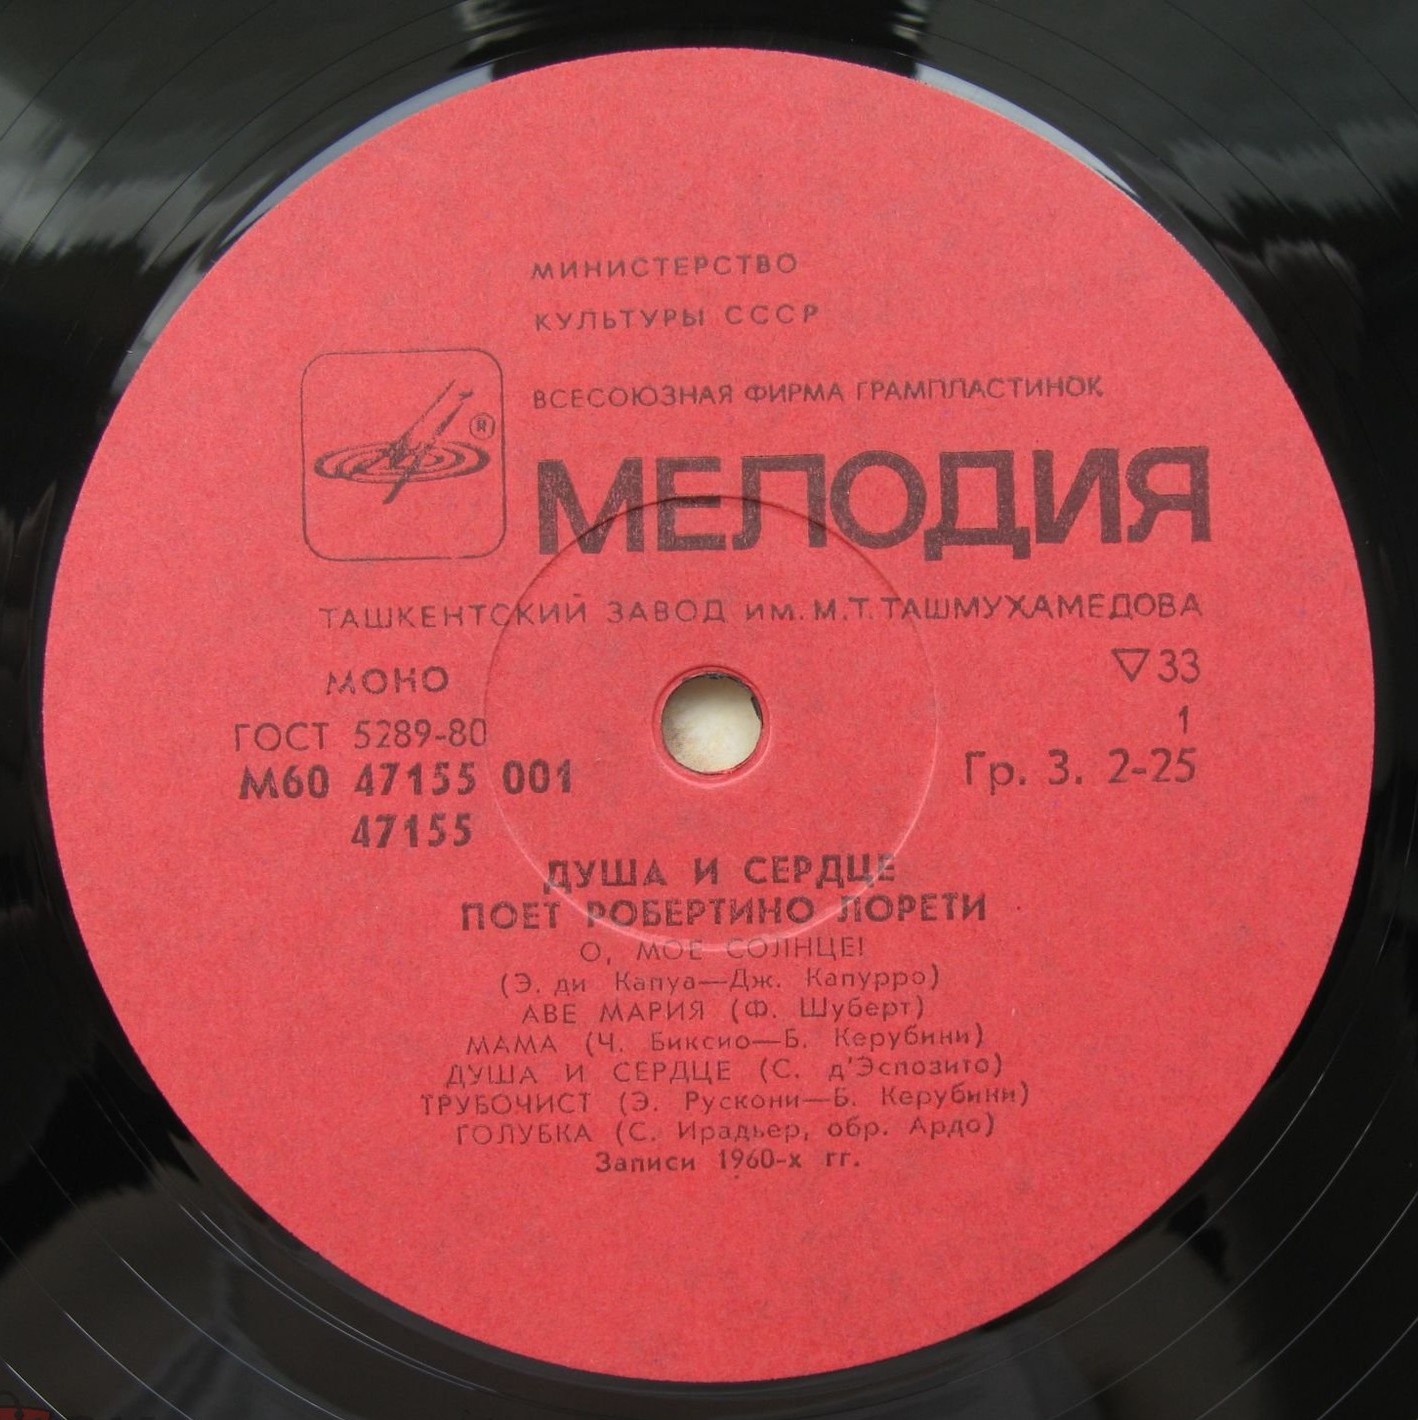 МИНИСТЕРСТВО
КУЛЬТУРЫ СССР
ВСЕСОЮЗНАЯ ФИРМА ГРАМПЛАСТИНОК
®
МЕЛОДИЯ
ТАШКЕНТСКИЙ ЗАВОД ИМ. М.Т. ТАШМУХАМЕДОВА
МОНО
▽33
ГОСТ 5289-80
1
М60 47155 001
Гр. 3. 2-25
47155
ДУША И СЕРДЦЕ
ПОЕТ РОБЕРТИНО ЛОРЕТИ
О, МОЕ СОЛНЦЕ!
(Э. ди Капуа—Дж. Капурро)
АВЕ МАРИЯ (Ф. Шуберт)
МАМА (Ч. Биксио—Б. Керубини)
ДУША И СЕРДЦЕ (С. д'Эспозито)
ТРУБОЧИСТ (Э. Рускони—Б. Керубини)
ГОЛУБКА (С. Ирадьер, обр. Ардо)
Записи 1960-х гг.